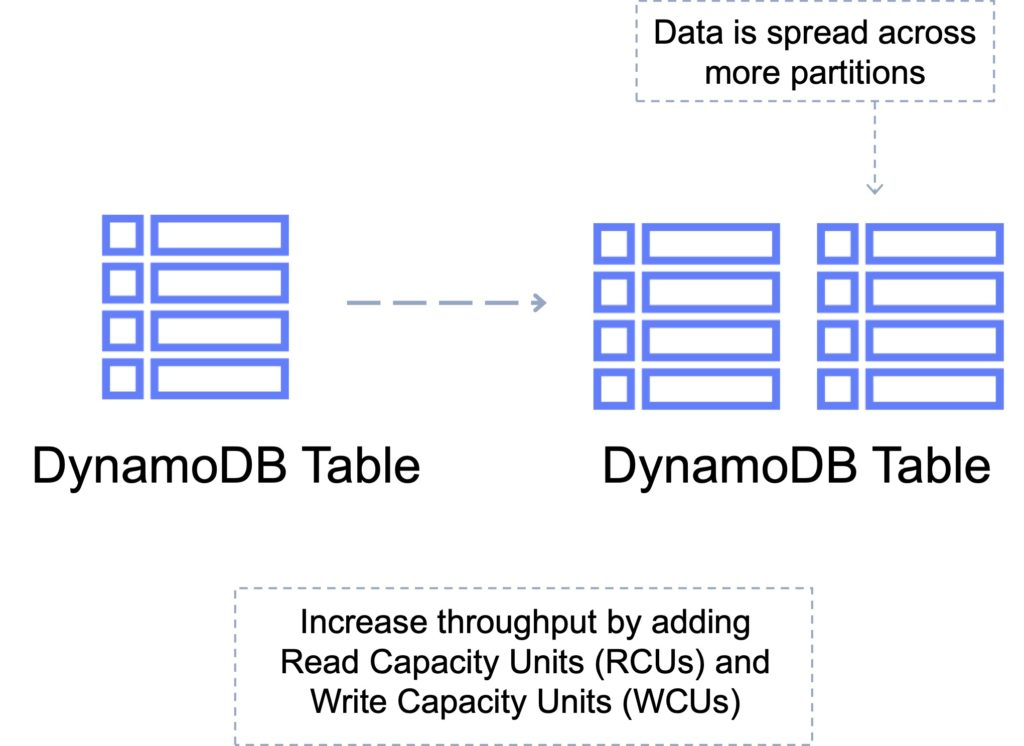 Data is spread across
more partitions
DynamoDB Table
DynamoDB Table
Increase throughput by adding
Read Capacity Units (RCUs) and
Write Capacity Units (WCUs)